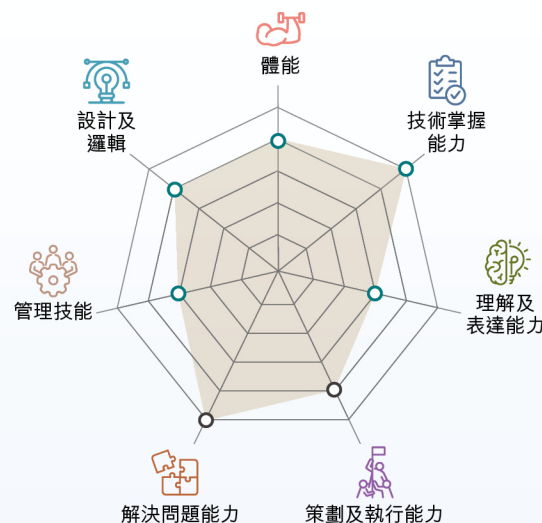 體能
設計及
邏輯
技術掌握
能力
管理技能
理解及
表達能力
解決問題能力
策劃及執行能力